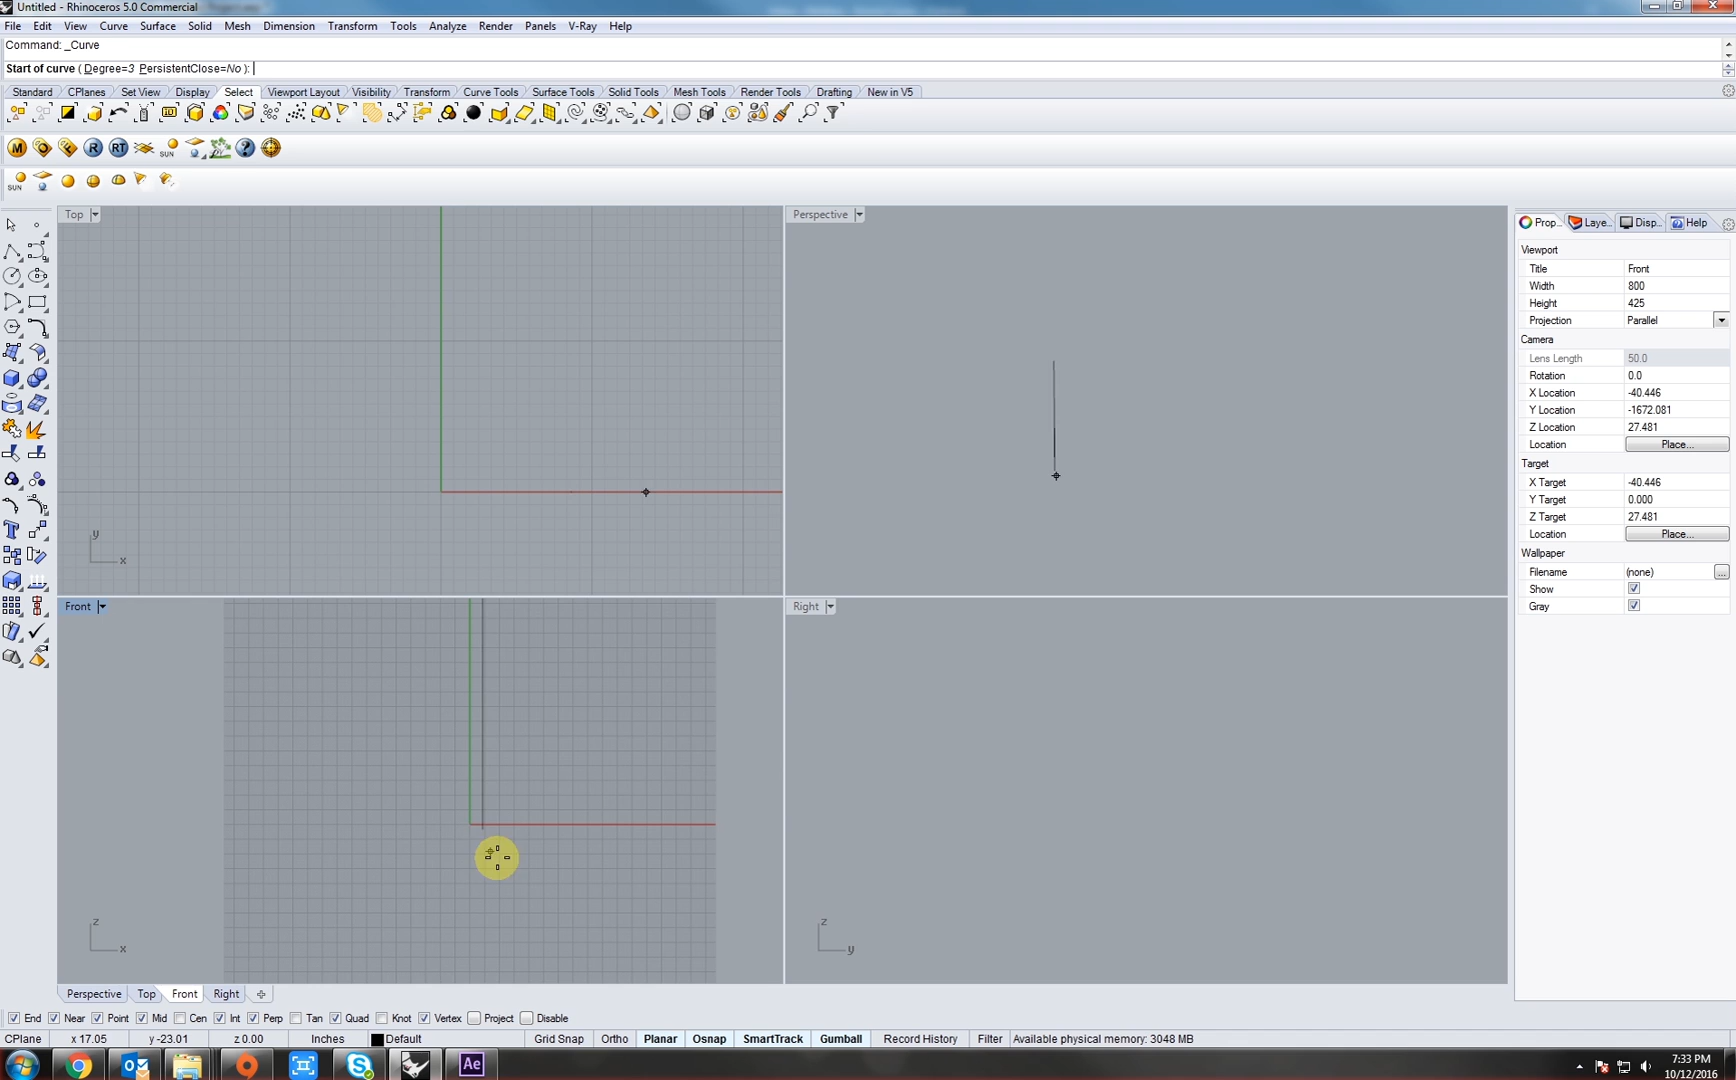 Untitled - Rhinoceros 5.0 Commercial
File Edit View Curve Surface Solid Mesh Dimension Transform Tools Analyze Render Panels V-Ray Help
Command: _Curve
Start of curve ( Degree=3 PersistentClose=No ):
Standard CPlanes Set View Display Select Viewport Layout Visibility Transform Curve Tools Surface Tools Solid Tools Mesh Tools Render Tools Drafting New in V5
M O F R RT SUN ?
SUN
Top
Perspective
Prop... Laye... Disp... Help
Viewport
Title Front
Width 800
Height 425
Projection Parallel
Camera
Lens Length 50.0
Rotation 0.0
X Location -40.446
Y Location -1672.081
Z Location 27.481
Location Place...
Target
X Target -40.446
Y Target 0.000
Z Target 27.481
Location Place...
Wallpaper
Filename (none) ...
Show
Gray
y
x
Front
Right
z
x
z
y
Perspective Top Front Right
End Near Point Mid Cen Int Perp Tan Quad Knot Vertex Project Disable
CPlane x 17.05 y -23.01 z 0.00 Inches Default Grid Snap Ortho Planar Osnap SmartTrack Gumball Record History Filter Available physical memory: 3048 MB
Ae
7:33 PM
10/12/2016